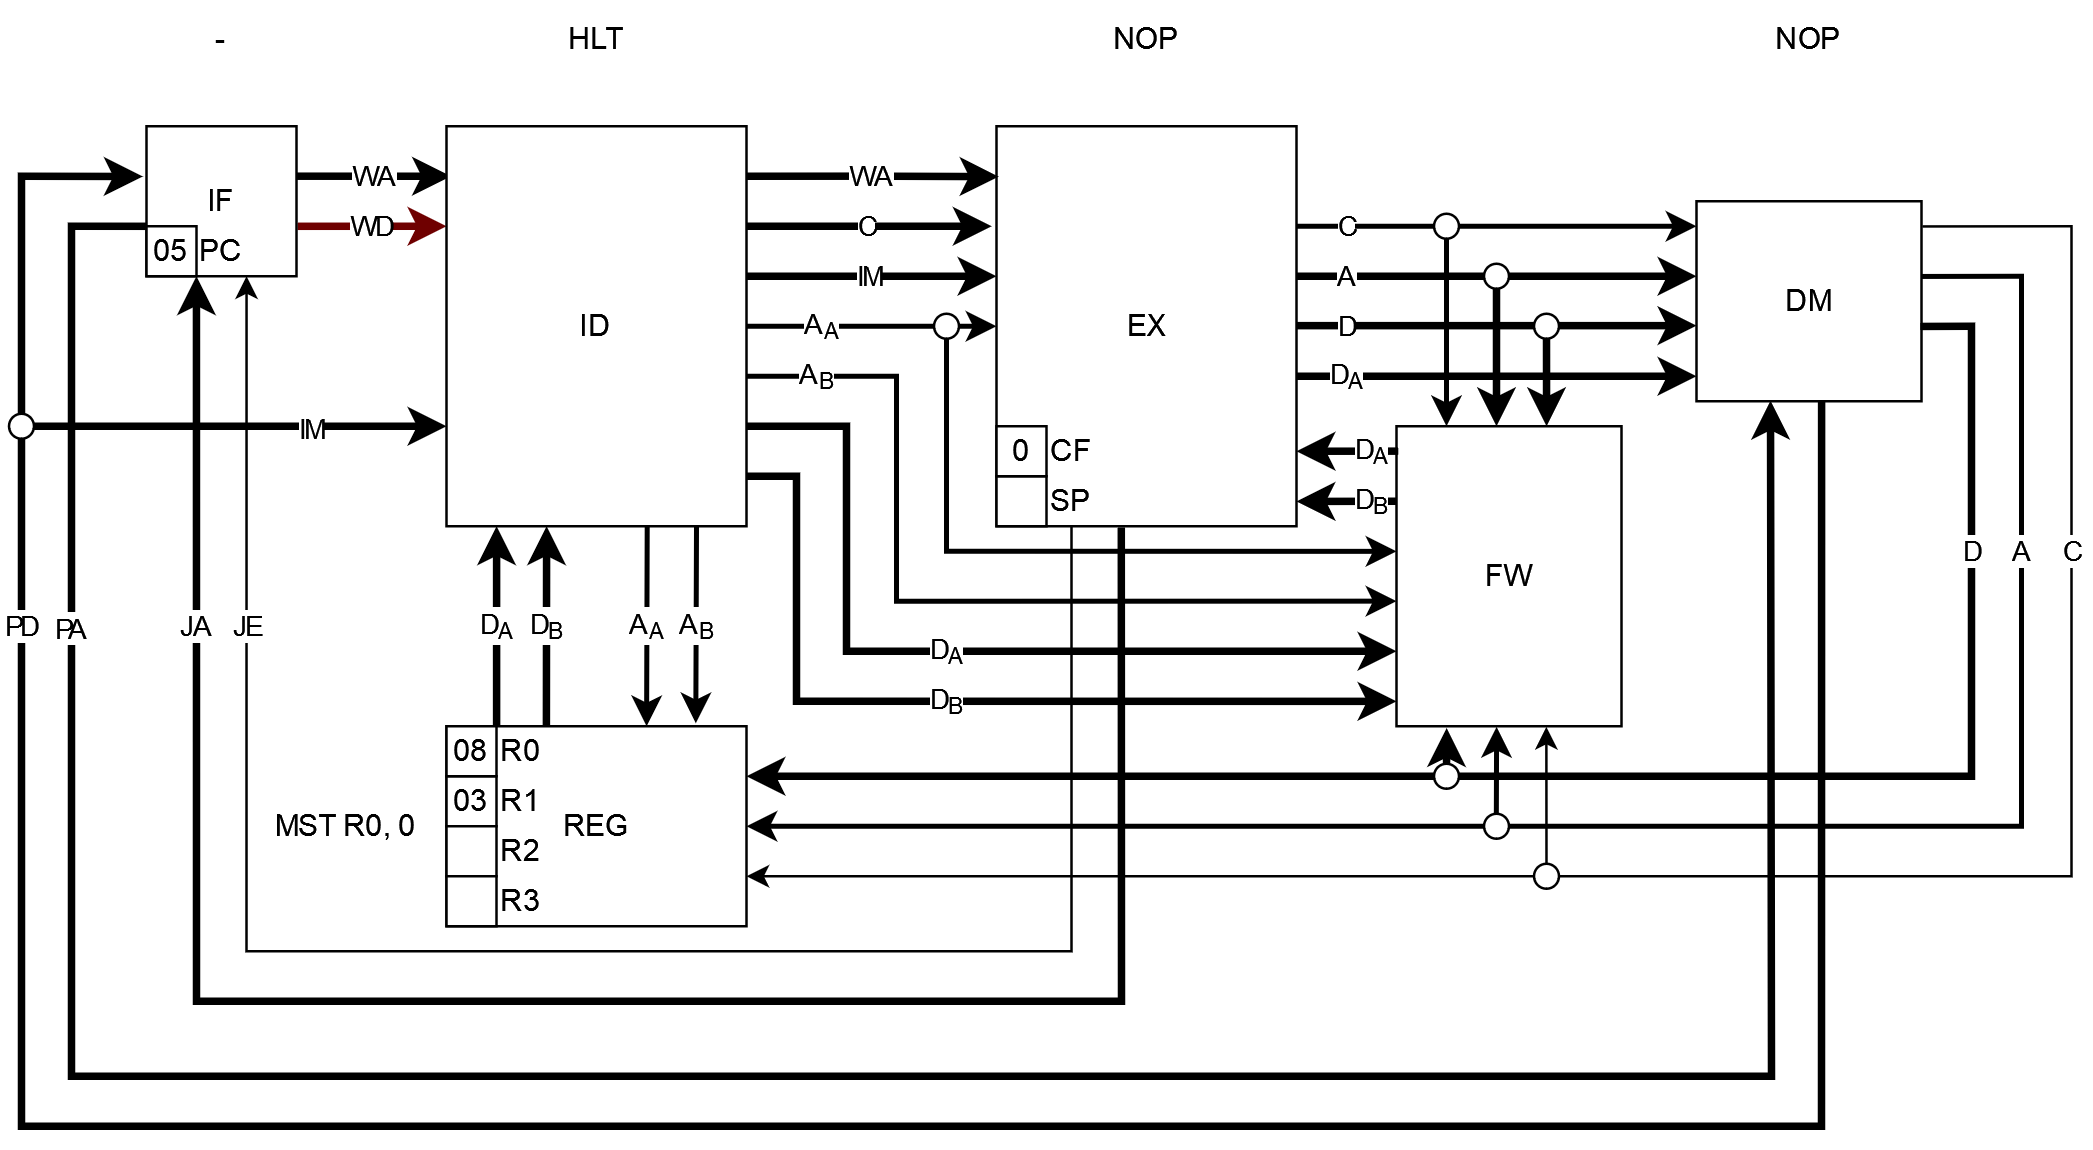 -
HLT
NOP
NOP
IF
05 PC
WA
WD
ID
WA
O
IM
AA
AB
EX
0 CF
SP
C
A
D
DA
DM
DA
DB
FW
IM
PD
PA
JA
JE
DA
DB
AA
AB
DA
DB
D
A
C
MST R0, 0
08 R0
03 R1
R2
R3
REG